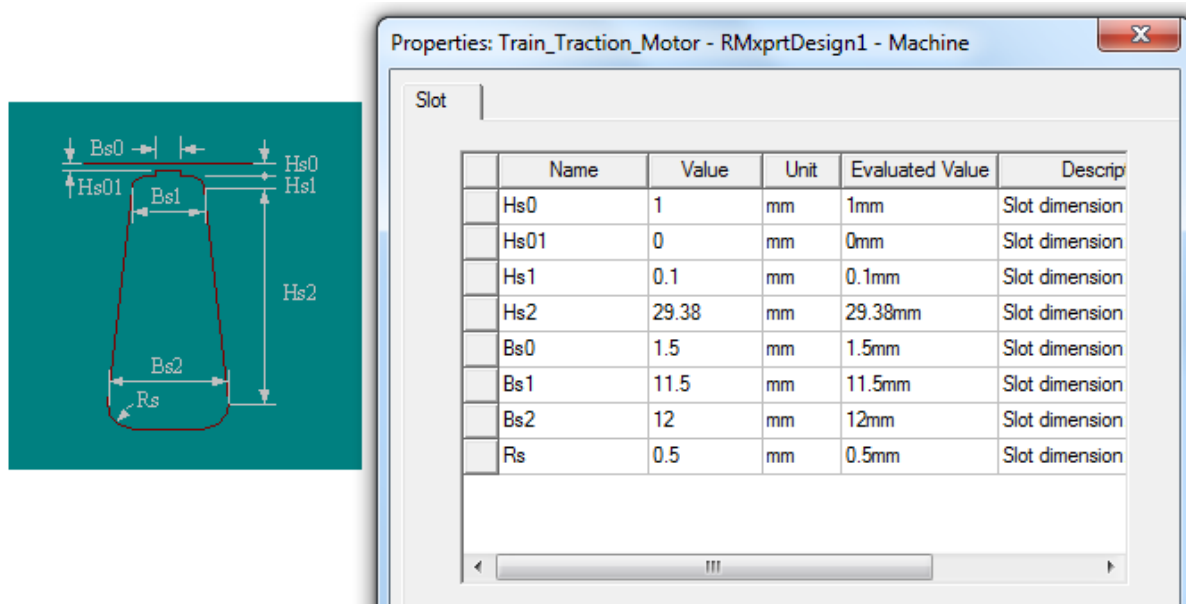 Properties: Train_Traction_Motor - RMxprtDesign1 - Machine
X
Slot
Name Value Unit Evaluated Value Descrip
Hs0 1 mm 1mm Slot dimension
Hs01 0 mm 0mm Slot dimension
Hs1 0.1 mm 0.1mm Slot dimension
Hs2 29.38 mm 29.38mm Slot dimension
Bs0 1.5 mm 1.5mm Slot dimension
Bs1 11.5 mm 11.5mm Slot dimension
Bs2 12 mm 12mm Slot dimension
Rs 0.5 mm 0.5mm Slot dimension
Bs0
Hs0
Hs01
Hs1
Bs1
Hs2
Bs2
Rs